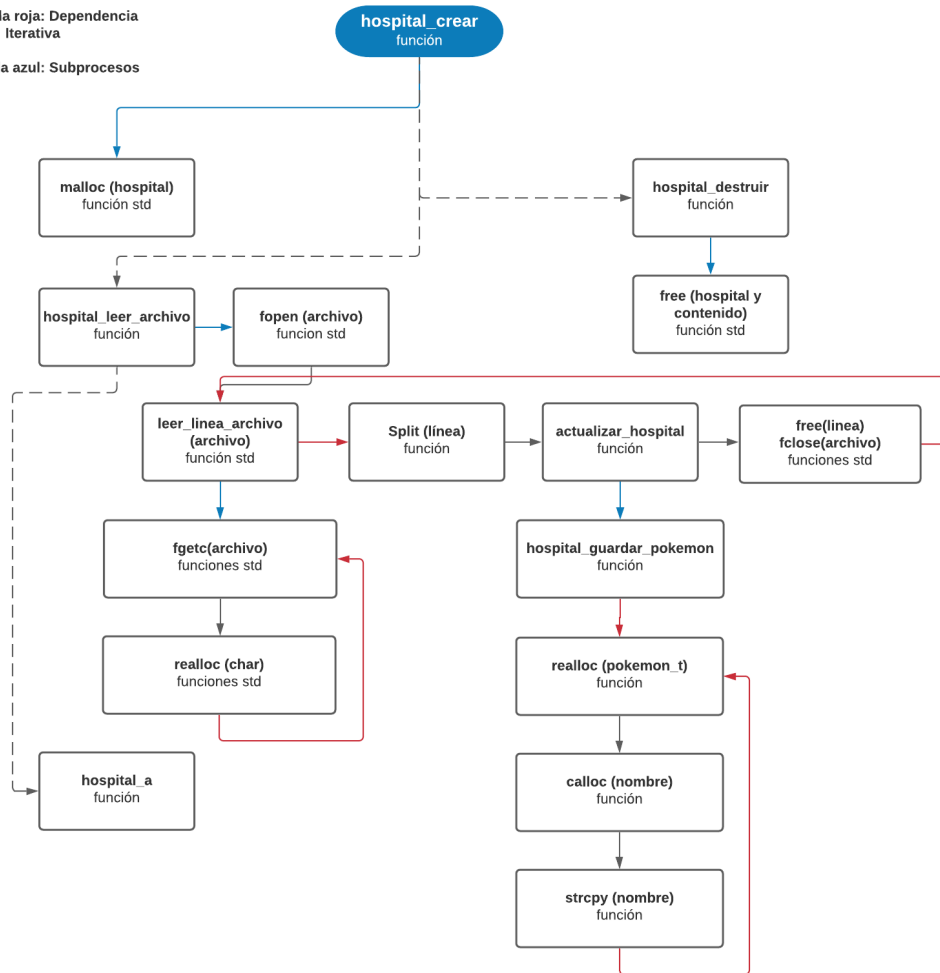 roja: Dependencia
Iterativa
azul: Subprocesos
hospital_crear
función
malloc (hospital)
función std
hospital_destruir
función
hospital_leer_archivo
función
fopen (archivo)
funcion std
free (hospital y
contenido)
función std
leer_linea_archivo
(archivo)
función std
Split (línea)
función
actualizar_hospital
función
free(linea)
fclose(archivo)
funciones std
fgetc(archivo)
funciones std
hospital_guardar_pokemon
función
realloc (char)
funciones std
realloc (pokemon_t)
función
hospital_a
función
calloc (nombre)
función
strcpy (nombre)
función